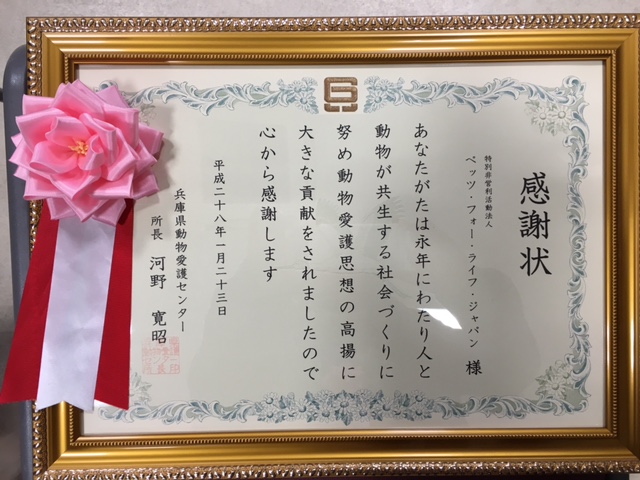 感謝状
特別非営利活動法人
ペッツ・フォー・ライフ・ジャパン 様
あなたがたは永年にわたり人と
動物が共生する社会づくりに
努め動物愛護思想の高揚に
大きな貢献をされましたので
心から感謝します
平成二十八年一月二十三日
兵庫県動物愛護センター
所長 河野 寛昭